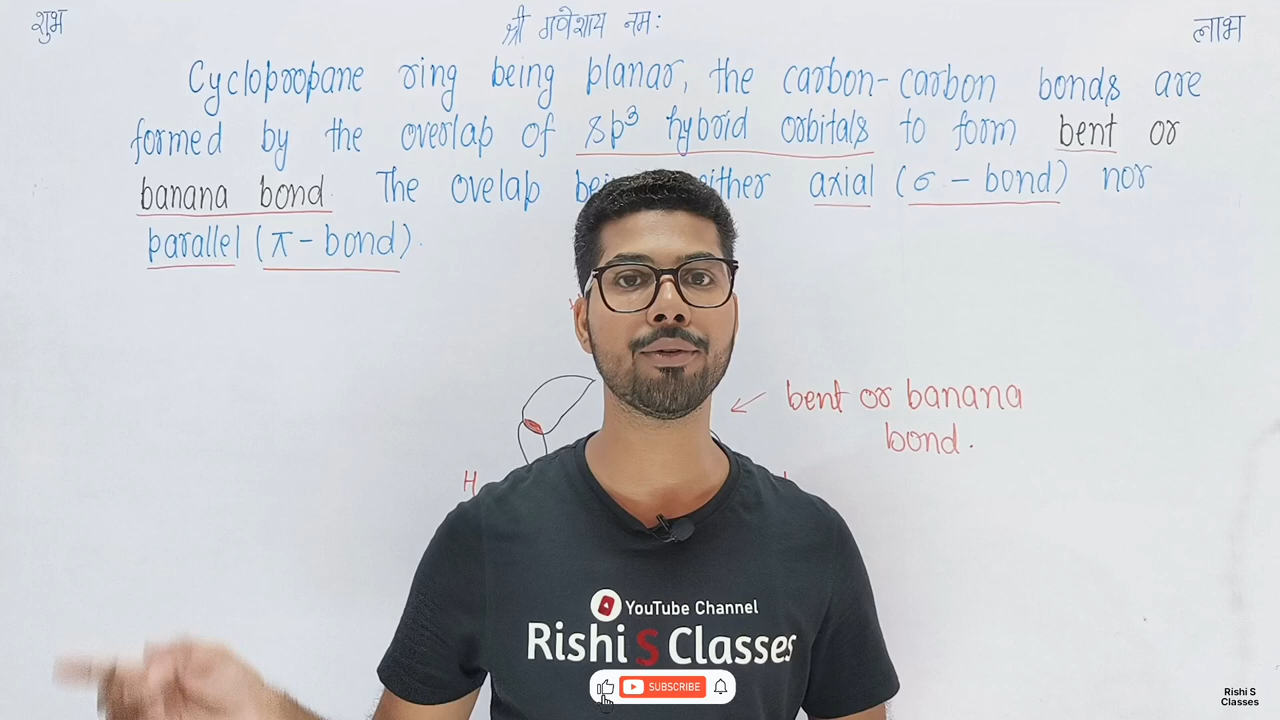 शुभ
श्री गणेशाय नमः
लाभ
Cyclopropane ring being planar, the carbon-carbon bonds are
formed by the overlap of sp³ hybrid orbitals to form bent or
banana bond. The ovelap either axial (σ - bond) nor
parallel (π - bond).
bent or banana
bond.
H
YouTube Channel
Rishi S Classes
SUBSCRIBE
Rishi S
Classes